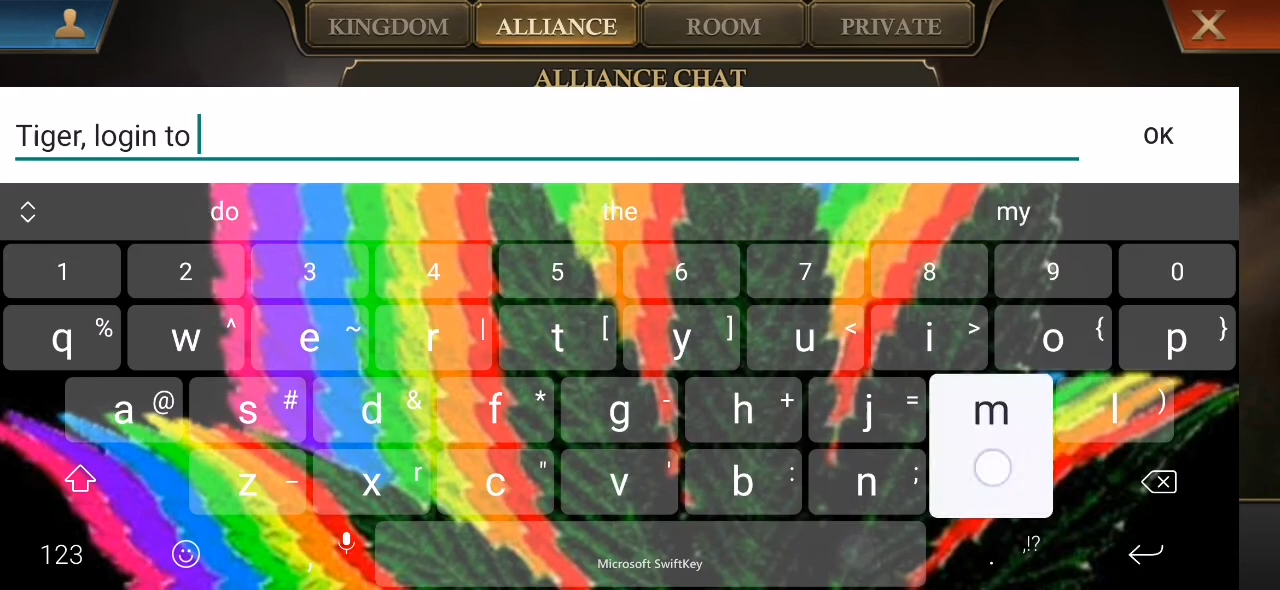 KINGDOM ALLIANCE ROOM PRIVATE X
ALLIANCE CHAT
Tiger, login to
OK
do the my
1 2 3 4 5 6 7 8 9 0
q % w ^ e ~ r | t [ y ] u < i > o { p }
a @ s # d & f * g - h + j = m l )
z _ x r c " v ' b : n ;
123 , Microsoft SwiftKey . ,!?